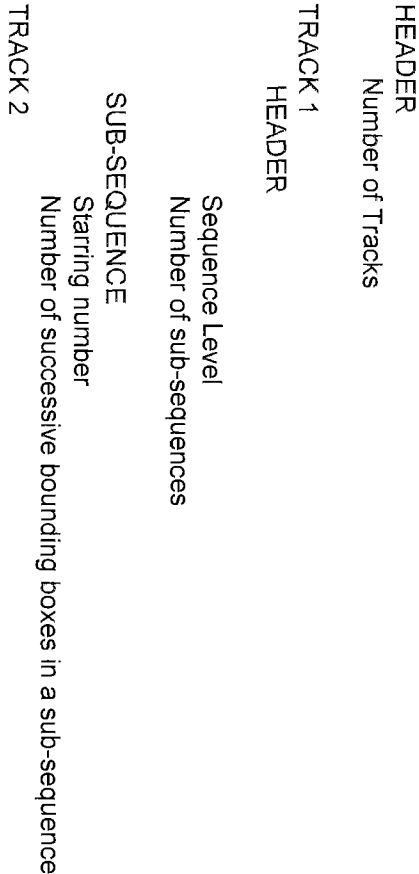 HEADER
Number of Tracks
TRACK 1
HEADER
Sequence Level
Number of sub-sequences
SUB-SEQUENCE
Starring number
Number of successive bounding boxes in a sub-sequence
TRACK 2